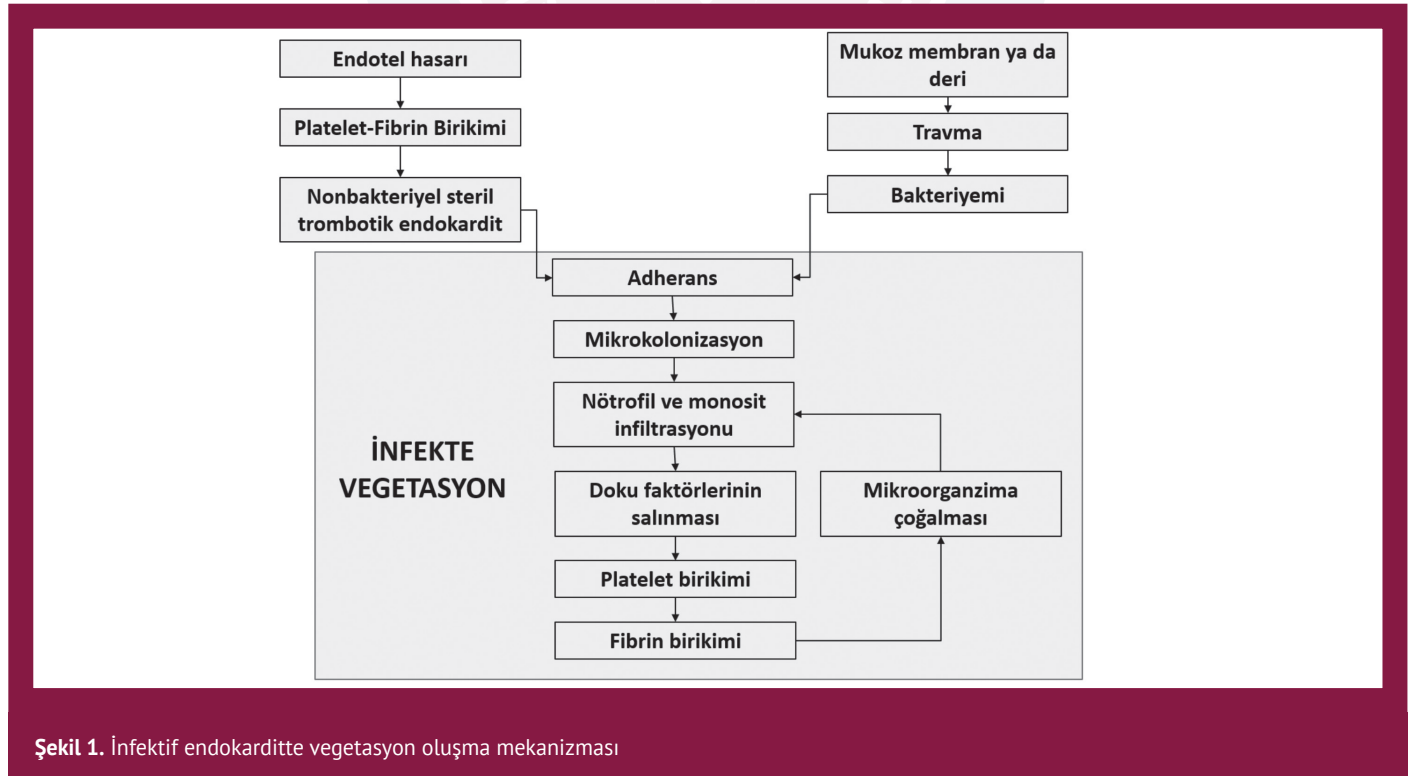 Endotel hasarı
Platelet-Fibrin Birikimi
Nonbakteriyel steril
trombotik endokardit
Mukoz membran ya da
deri
Travma
Bakteriyemi
Adherans
Mikrokolonizasyon
Nötrofil ve monosit
infiltrasyonu
İNFEKTE
VEGETASYON
Doku faktörlerinin
salınması
Mikroorganzima
çoğalması
Platelet birikimi
Fibrin birikimi
Şekil 1. İnfektif endokarditte vegetasyon oluşma mekanizması